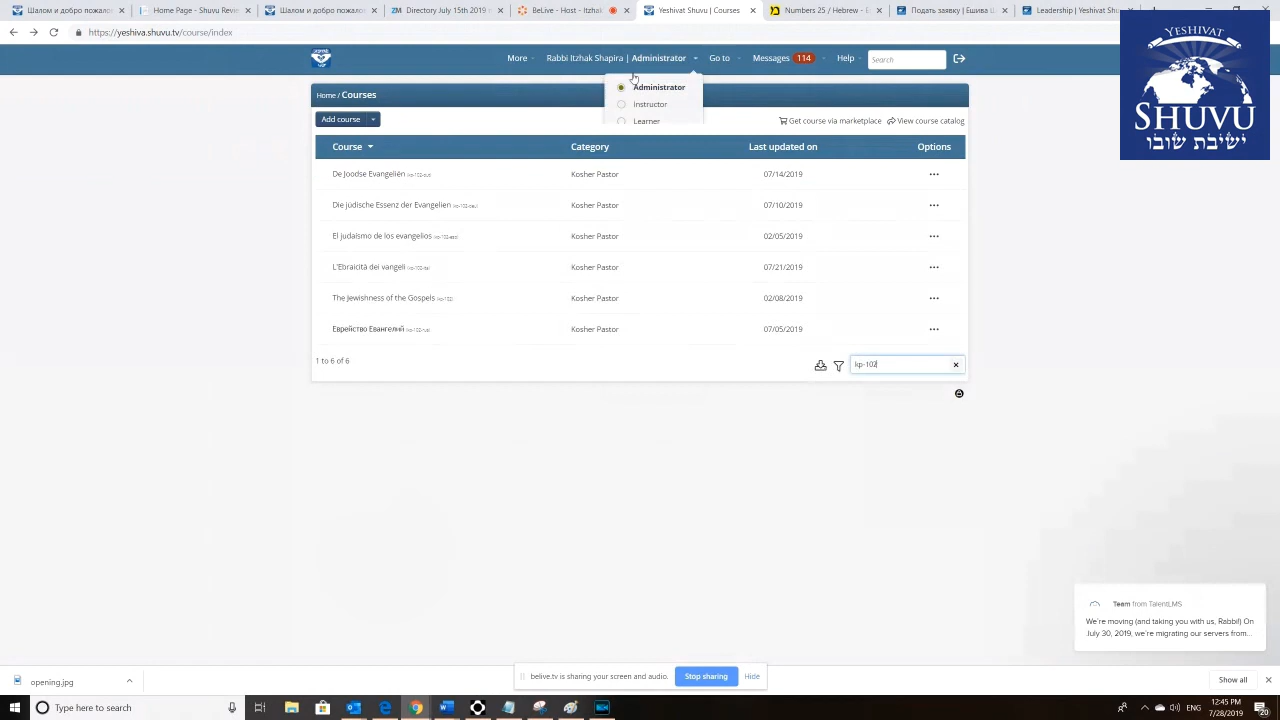 Шалом и добро пожалов
Home Page - Shuvu Reven
Шалом и добро пожалов
Directory July 15th 2019 s
BeLive - Host - Itzhak
Yeshivat Shuvu | Courses
Numbers 25 / Hebrew - E
Подать заявку | Ешива Ш
Leadership | Yeshivat Shu
https://yeshiva.shuvu.tv/course/index
More
Rabbi Itzhak Shapira | Administrator
Go to
Messages 114
Help
Search
Administrator
Instructor
Learner
Home / Courses
Add course
Get course via marketplace
View course catalog
Course Category Last updated on Options
De Joodse Evangeliën Kosher Pastor 07/14/2019
Die jüdische Essenz der Evangelien Kosher Pastor 07/10/2019
El judaísmo de los evangelios Kosher Pastor 02/05/2019
L'Ebraicità dei vangeli Kosher Pastor 07/21/2019
The Jewishness of the Gospels (kp-102) Kosher Pastor 02/08/2019
Еврейство Евангелий Kosher Pastor 07/05/2019
1 to 6 of 6
kp-102
YESHIVAT
SHUVU
ישיבת שובו
Team from TalentLMS
We're moving (and taking you with us, Rabbi!) On
July 30, 2019, we're migrating our servers from...
belive.tv is sharing your screen and audio.
Stop sharing
Hide
opening.jpg
Show all
Type here to search
ENG
12:45 PM
7/28/2019
20